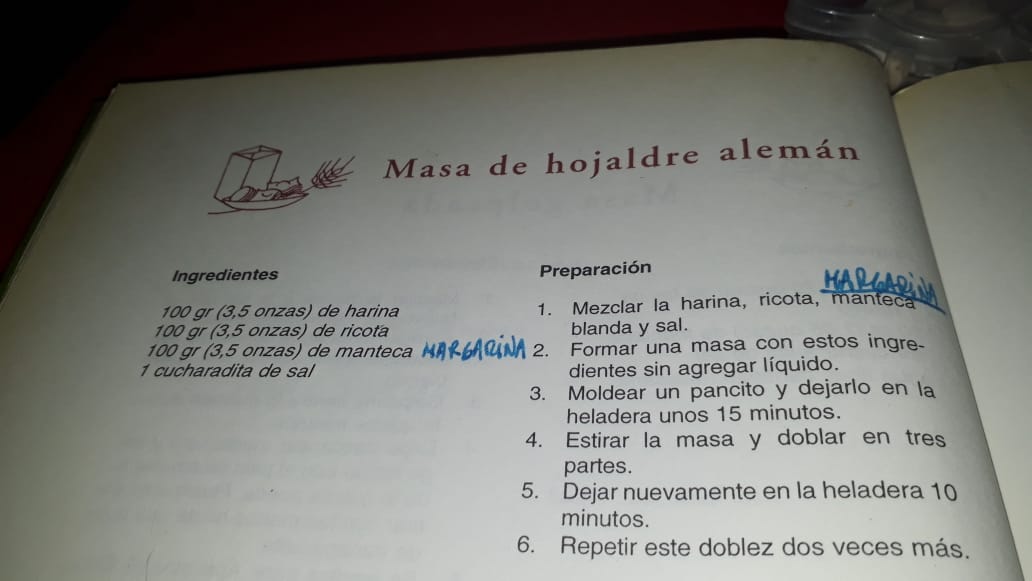 Masa de hojaldre alemán
Ingredientes
100 gr (3,5 onzas) de harina
100 gr (3,5 onzas) de ricota
100 gr (3,5 onzas) de manteca MARGARINA
1 cucharadita de sal
Preparación
MARGARINA
1. Mezclar la harina, ricota, manteca
blanda y sal.
2. Formar una masa con estos ingre-
dientes sin agregar líquido.
3. Moldear un pancito y dejarlo en la
heladera unos 15 minutos.
4. Estirar la masa y doblar en tres
partes.
5. Dejar nuevamente en la heladera 10
minutos.
6. Repetir este doblez dos veces más.